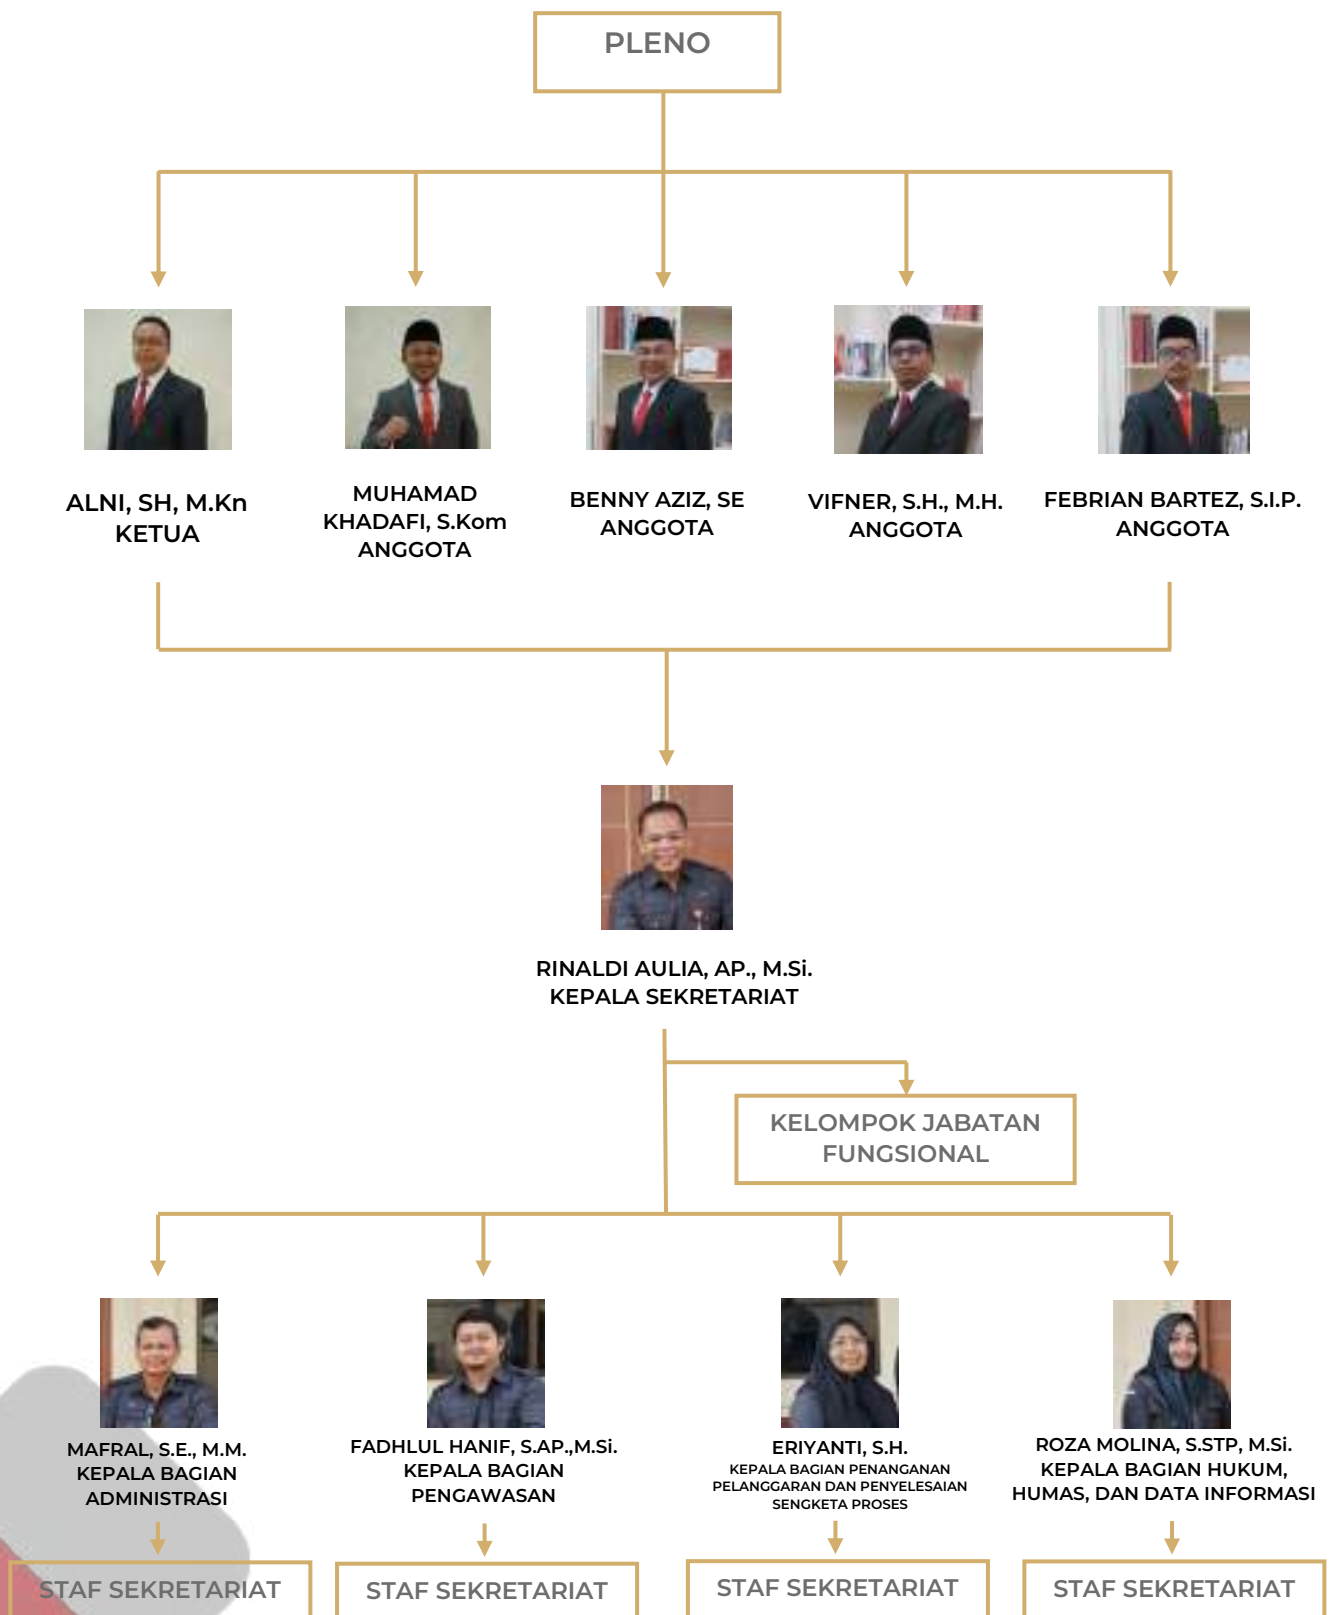 PLENO
ALNI, SH, M.Kn
KETUA
MUHAMAD
KHADAFI, S.Kom
ANGGOTA
BENNY AZIZ, SE
ANGGOTA
VIFNER, S.H., M.H.
ANGGOTA
FEBRIAN BARTEZ, S.I.P.
ANGGOTA
RINALDI AULIA, AP., M.Si.
KEPALA SEKRETARIAT
KELOMPOK JABATAN
FUNGSIONAL
MAFRAL, S.E., M.M.
KEPALA BAGIAN
ADMINISTRASI
FADHLUL HANIF, S.AP.,M.Si.
KEPALA BAGIAN
PENGAWASAN
ERIYANTI, S.H.
KEPALA BAGIAN PENANGANAN
PELANGGARAN DAN PENYELESAIAN
SENGKETA PROSES
ROZA MOLINA, S.STP, M.Si.
KEPALA BAGIAN HUKUM,
HUMAS, DAN DATA INFORMASI
STAF SEKRETARIAT
STAF SEKRETARIAT
STAF SEKRETARIAT
STAF SEKRETARIAT